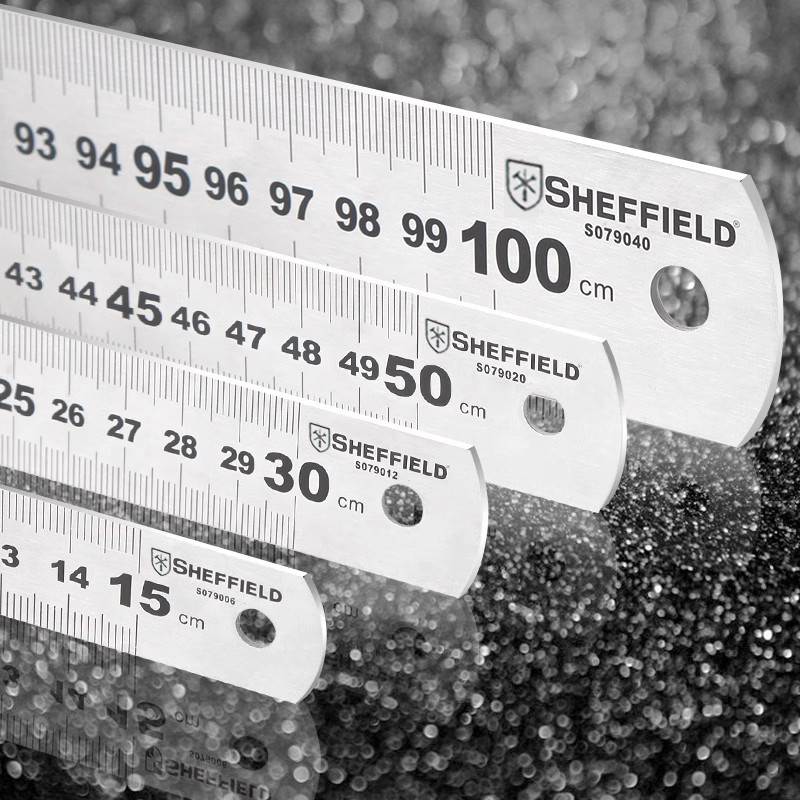 93 94 95 96 97 98 99 100 cm
SHEFFIELD®
S079040
43 44 45 46 47 48 49 50 cm
SHEFFIELD
S079020
25 26 27 28 29 30 cm
SHEFFIELD
S079012
3 14 15 cm
SHEFFIELD
S079006